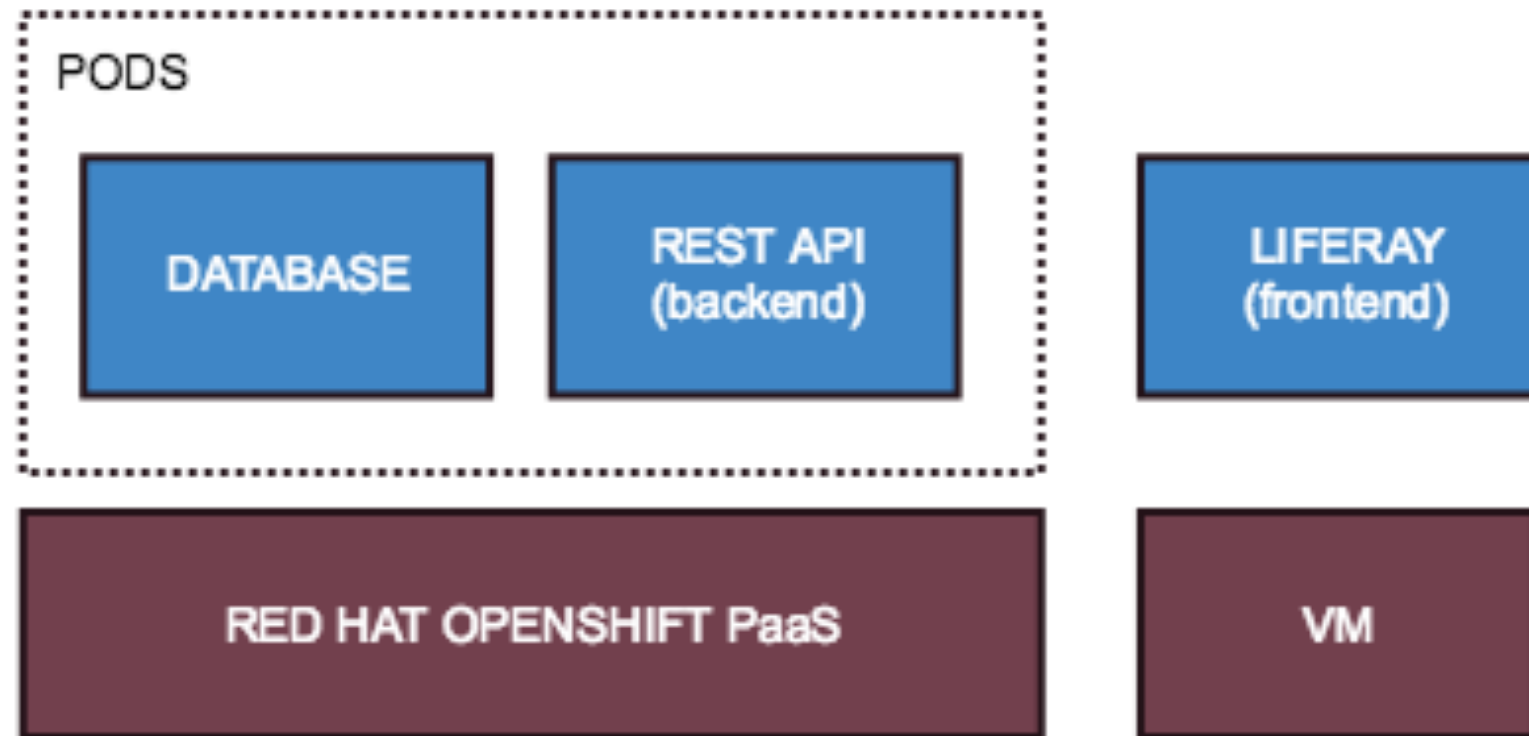 PODS
DATABASE
REST API
(backend)
LIFERAY
(frontend)
RED HAT OPENSHIFT PaaS
VM